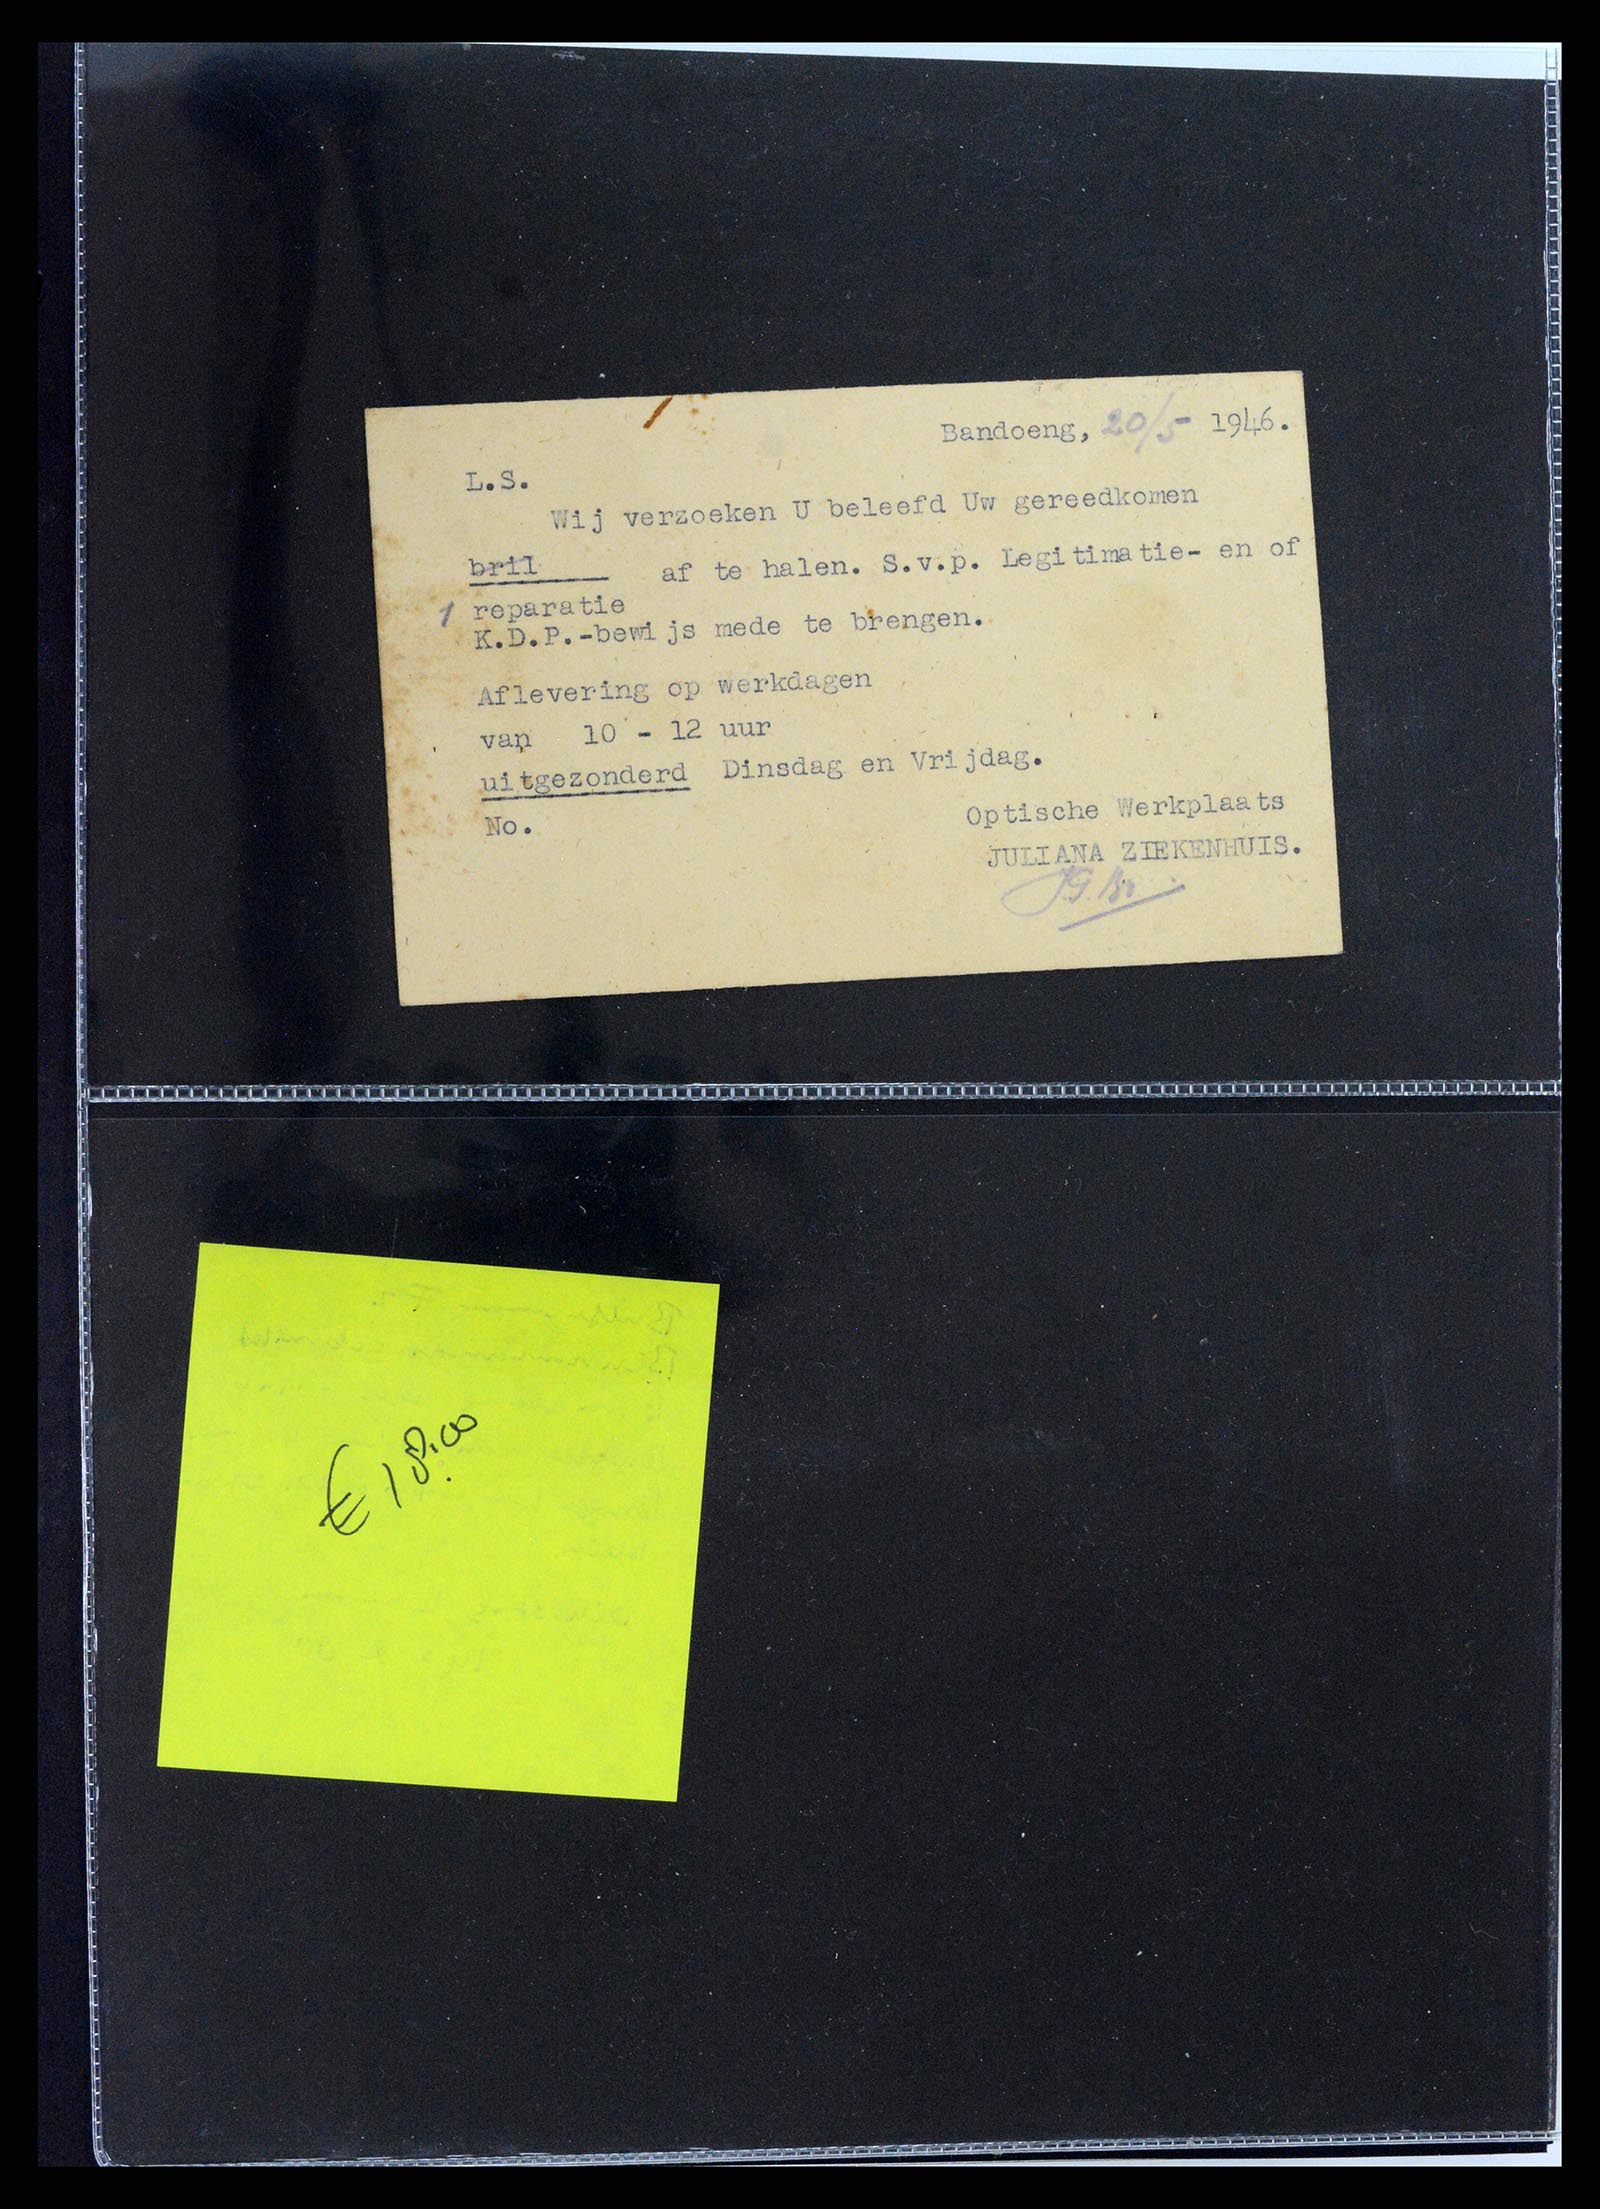 Bandoeng, 20/5 1946.
L.S.
Wij verzoeken U beleefd Uw gereedkomen
bril af te halen. S.v.p. Legitimatie- en of
1 reparatie
K.D.P.-bewijs mede te brengen.
Aflevering op werkdagen
van 10 - 12 uur
uitgezonderd Dinsdag en Vrijdag.
No.
Optische Werkplaats
JULIANA ZIEKENHUIS.
€ 18.00